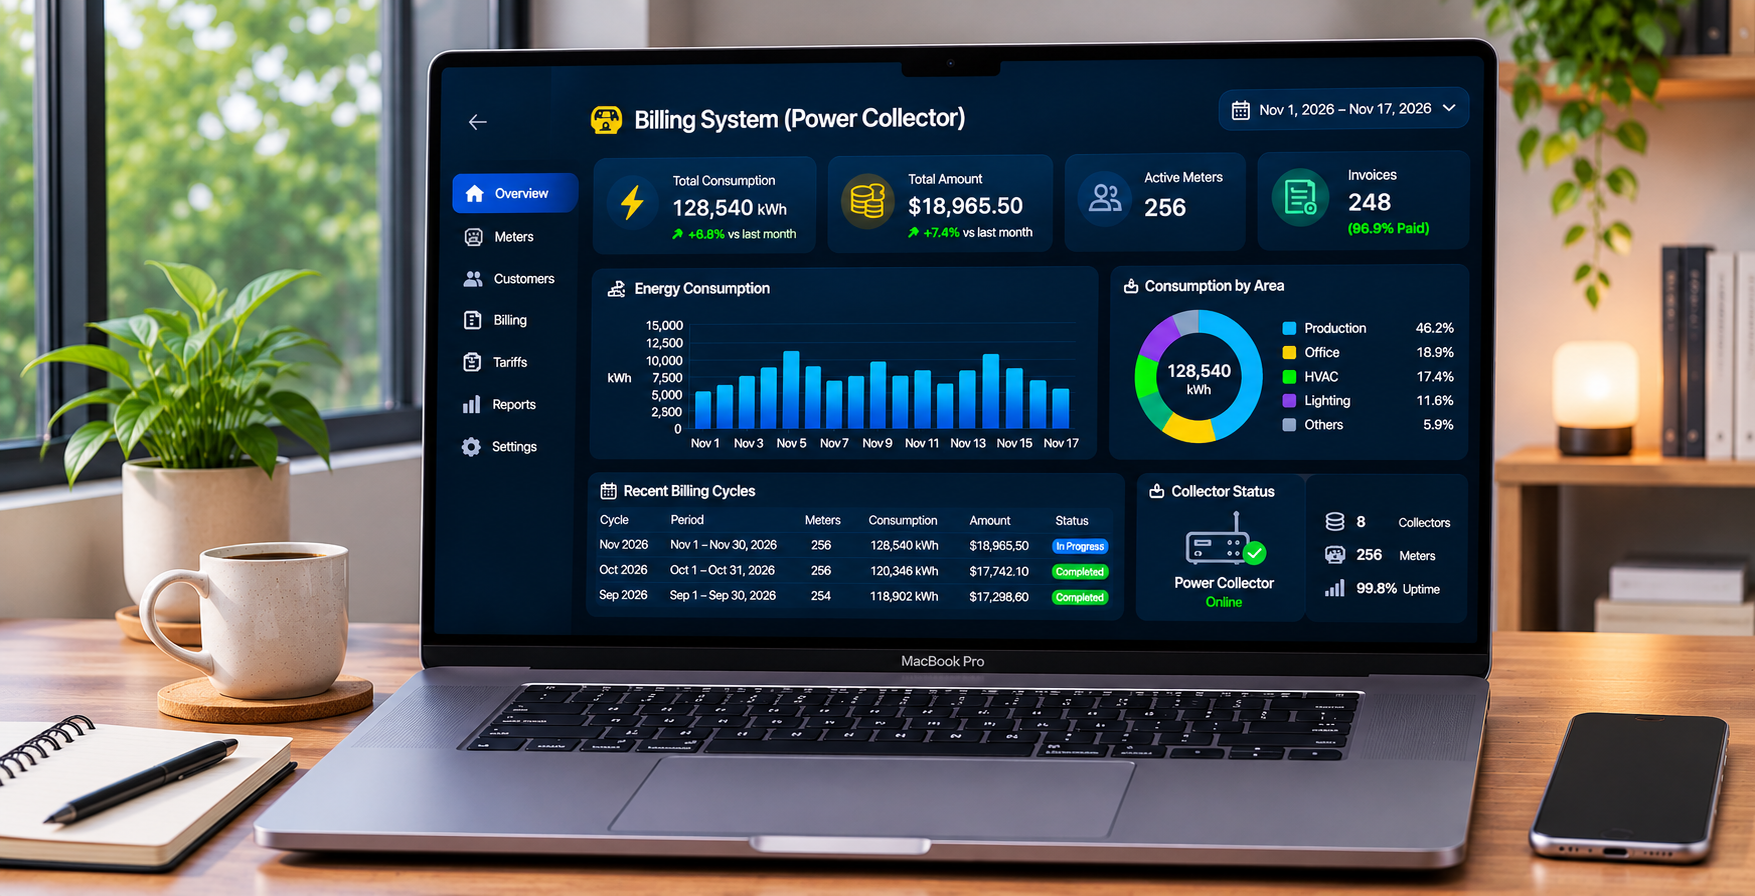 Billing System (Power Collector)
Nov 1, 2026 – Nov 17, 2026
Overview
Meters
Customers
Billing
Tariffs
Reports
Settings
Total Consumption
128,540 kWh
+6.8% vs last month
Total Amount
$18,965.50
+7.4% vs last month
Active Meters
256
Invoices
248
(96.9% Paid)
Energy Consumption
kWh
15,000
12,500
10,000
7,500
5,000
2,500
0
Nov 1 Nov 3 Nov 5 Nov 7 Nov 9 Nov 11 Nov 13 Nov 15 Nov 17
Consumption by Area
128,540
kWh
Production 46.2%
Office 18.9%
HVAC 17.4%
Lighting 11.6%
Others 5.9%
Recent Billing Cycles
Cycle Period Meters Consumption Amount Status
Nov 2026 Nov 1 – Nov 30, 2026 256 128,540 kWh $18,965,50 In Progress
Oct 2026 Oct 1 – Oct 31, 2026 256 120,346 kWh $17,742.10 Completed
Sep 2026 Sep 1 – Sep 30, 2026 254 118,902 kWh $17,298,60 Completed
Collector Status
Power Collector
Online
8 Collectors
256 Meters
99.8% Uptime
MacBook Pro